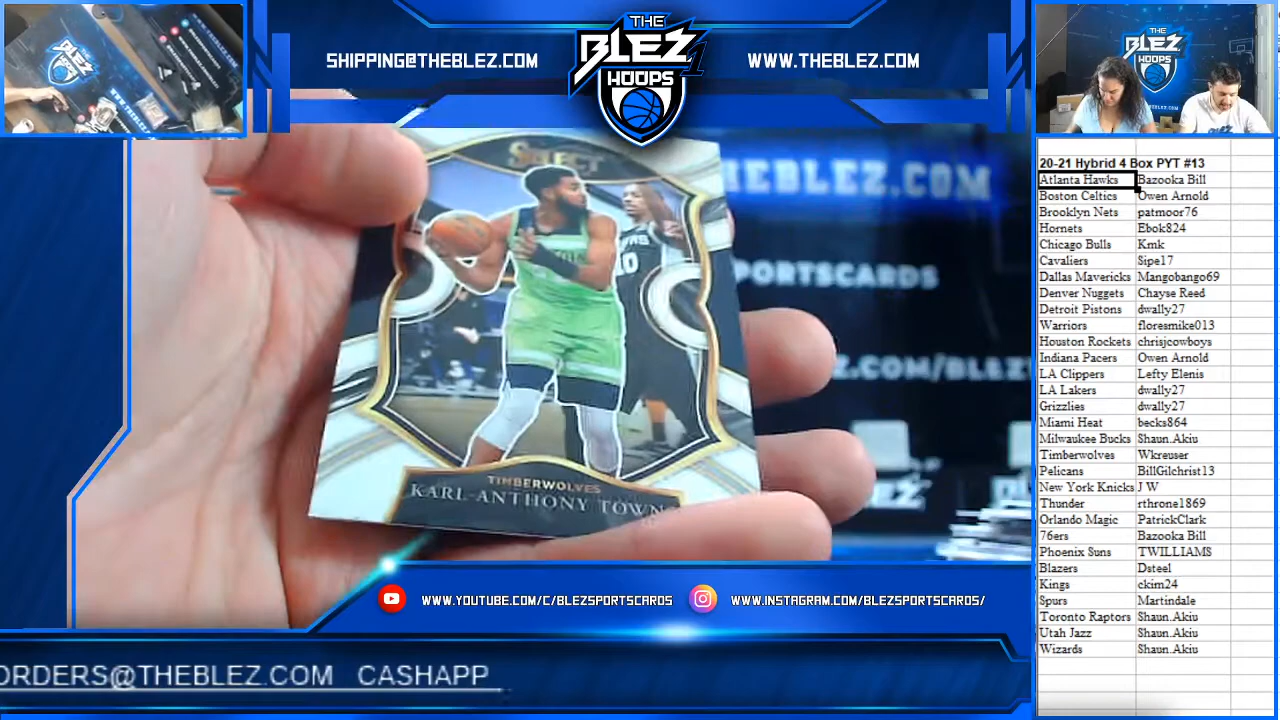 THE
BLEZ
HOOPS
SHIPPING@THEBLEZ.COM
WWW.THEBLEZ.COM
SELECT
TIMBERWOLVES
KARL-ANTHONY TOWN
HEBLEZ.COM
SPORTSCARDS
Z.COM/BLEZ
WWW.YOUTUBE.COM/C/BLEZSPORTSCARDS
WWW.INSTAGRAM.COM/BLEZSPORTSCARDS/
ORDERS@THEBLEZ.COM CASHAPP
20-21 Hybrid 4 Box PYT #13
Atlanta Hawks Bazooka Bill
Boston Celtics Owen Arnold
Brooklyn Nets patmoor76
Hornets Ebok824
Chicago Bulls Kmk
Cavaliers Sipe17
Dallas Mavericks Mangobango69
Denver Nuggets Chayse Reed
Detroit Pistons dwally27
Warriors floresmike013
Houston Rockets chrisjcowboys
Indiana Pacers Owen Arnold
LA Clippers Lefty Elenis
LA Lakers dwally27
Grizzlies dwally27
Miami Heat becks864
Milwaukee Bucks Shaun.Akiu
Timberwolves Wkreuser
Pelicans BillGilchrist13
New York Knicks J W
Thunder rthrone1869
Orlando Magic PatrickClark
76ers Bazooka Bill
Phoenix Suns TWILLIAMS
Blazers Dsteel
Kings ckim24
Spurs Martindale
Toronto Raptors Shaun.Akiu
Utah Jazz Shaun.Akiu
Wizards Shaun.Akiu